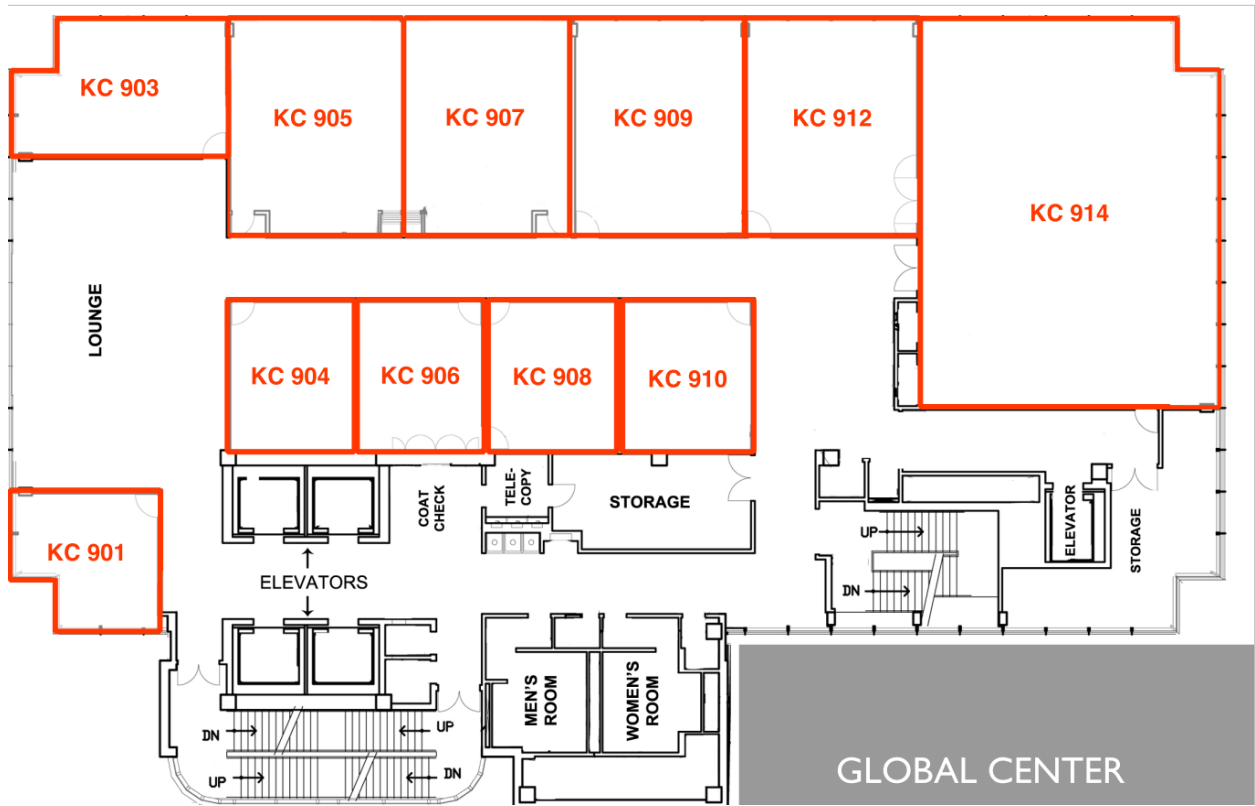 KC 903
KC 905
KC 907
KC 909
KC 912
KC 914
LOUNGE
KC 904
KC 906
KC 908
KC 910
KC 901
COAT
CHECK
TELE-
COPY
STORAGE
ELEVATORS
UP
DN
ELEVATOR
STORAGE
MEN'S
ROOM
WOMEN'S
ROOM
DN
UP
UP
DN
GLOBAL CENTER